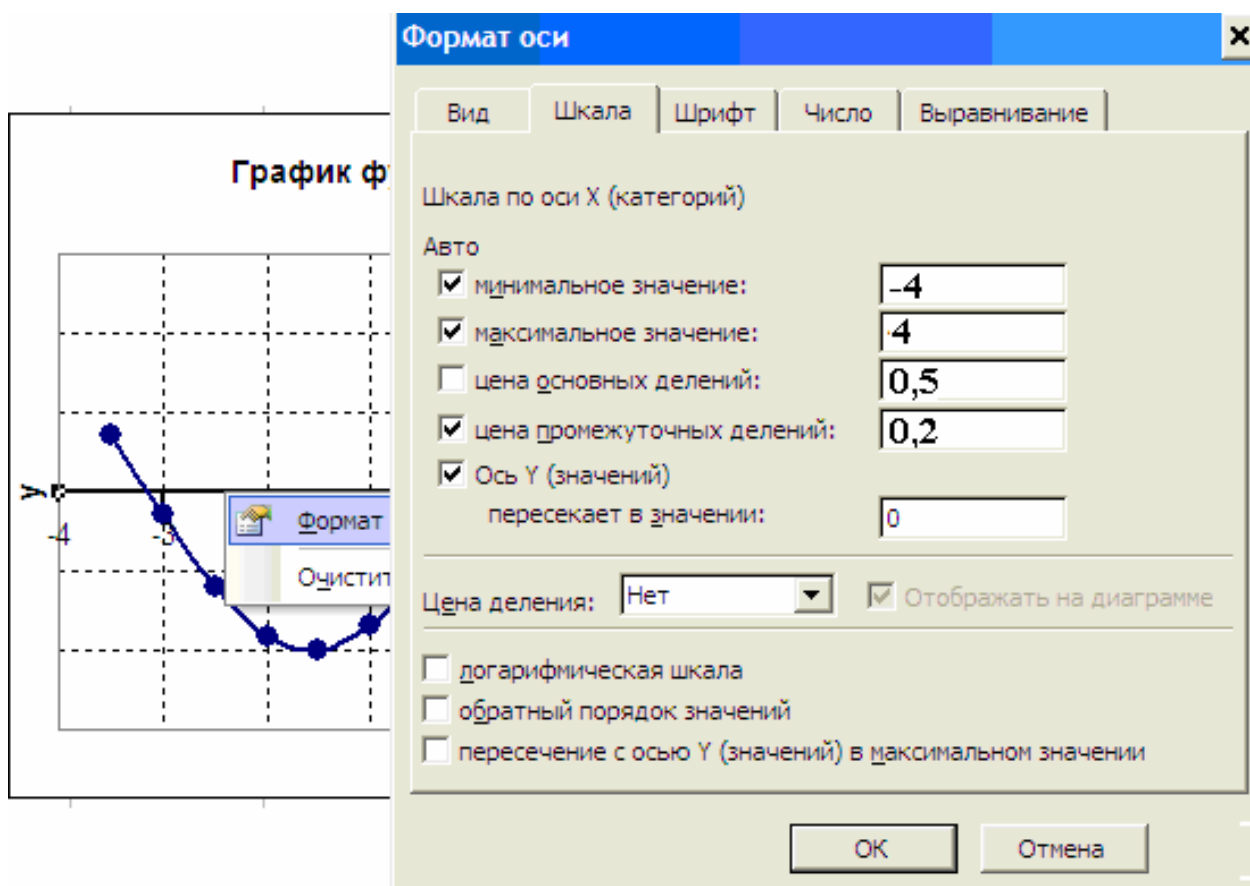 Формат оси
Вид Шкала Шрифт Число Выравнивание
График ф
Шкала по оси X (категорий)
Авто
минимальное значение: -4
максимальное значение: 4
цена основных делений: 0,5
цена промежуточных делений: 0,2
Ось Y (значений)
пересекает в значении: 0
y
-4
-3
Формат
Очистит
Цена деления: Нет Отображать на диаграмме
логарифмическая шкала
обратный порядок значений
пересечение с осью Y (значений) в максимальном значении
OK Отмена